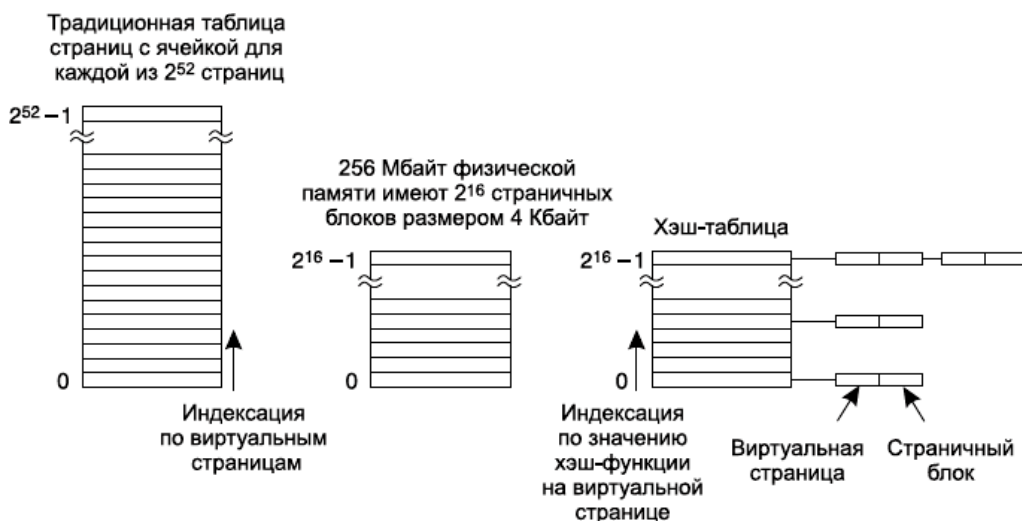 Традиционная таблица
страниц с ячейкой для
каждой из 2⁵² страниц
2⁵² – 1
0
Индексация
по виртуальным
страницам
256 Мбайт физической
памяти имеют 2¹⁶ страничных
блоков размером 4 Кбайт
2¹⁶ – 1
0
Хэш-таблица
2¹⁶ – 1
0
Индексация
по значению
хэш-функции
на виртуальной
странице
Виртуальная
страница
Страничный
блок